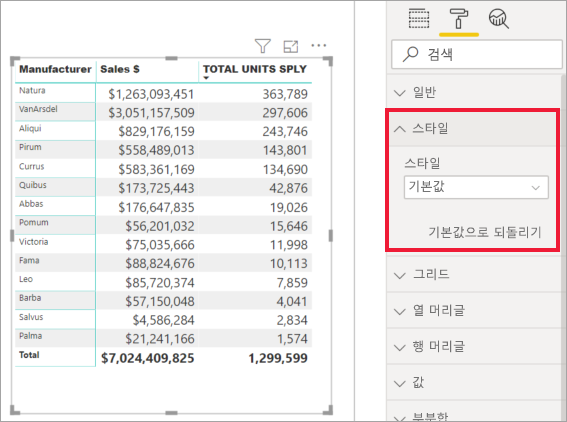 Manufacturer Sales $ TOTAL UNITS SPLY
Natura $1,263,093,451 363,789
VanArsdel $3,051,157,509 297,606
Aliqui $829,176,159 243,746
Pirum $558,489,013 143,801
Currus $583,361,169 134,690
Quibus $173,725,443 42,876
Abbas $176,647,835 19,026
Pomum $56,201,032 15,646
Victoria $75,035,666 11,998
Fama $88,824,676 10,113
Leo $85,720,374 7,859
Barba $57,150,048 4,041
Salvus $4,586,284 2,834
Palma $21,241,166 1,574
Total $7,024,409,825 1,299,599
검색
일반
스타일
스타일
기본값
기본값으로 되돌리기
그리드
열 머리글
행 머리글
값
부분합